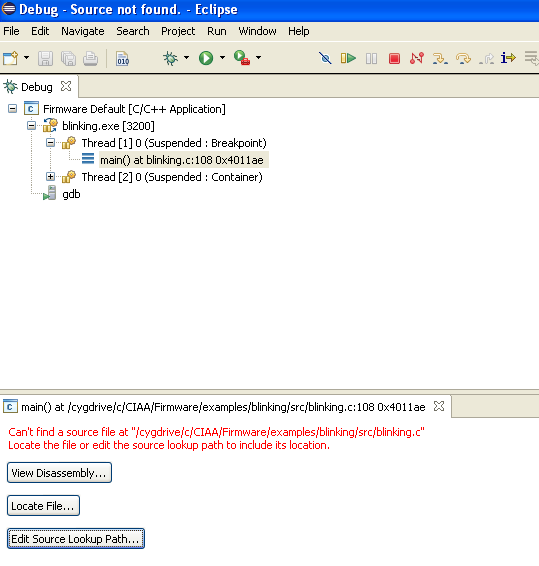 Debug - Source not found. - Eclipse
File Edit Navigate Search Project Run Window Help
010
Debug
Firmware Default [C/C++ Application]
blinking.exe [3200]
Thread [1] 0 (Suspended : Breakpoint)
main() at blinking.c:108 0x4011ae
Thread [2] 0 (Suspended : Container)
gdb
main() at /cygdrive/c/CIAA/Firmware/examples/blinking/src/blinking.c:108 0x4011ae
Can't find a source file at "/cygdrive/c/CIAA/Firmware/examples/blinking/src/blinking.c"
Locate the file or edit the source lookup path to include its location.
View Disassembly...
Locate File...
Edit Source Lookup Path...